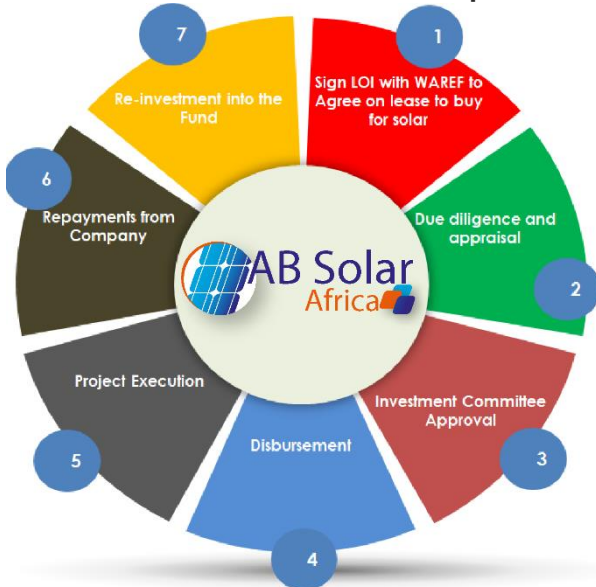 1
Sign LOI with WAREF to
Agree on lease to buy
for solar
2
Due diligence and
appraisal
3
Investment Committee
Approval
4
Disbursement
5
Project Execution
6
Repayments from
Company
7
Re-investment into the
Fund
AB Solar
Africa